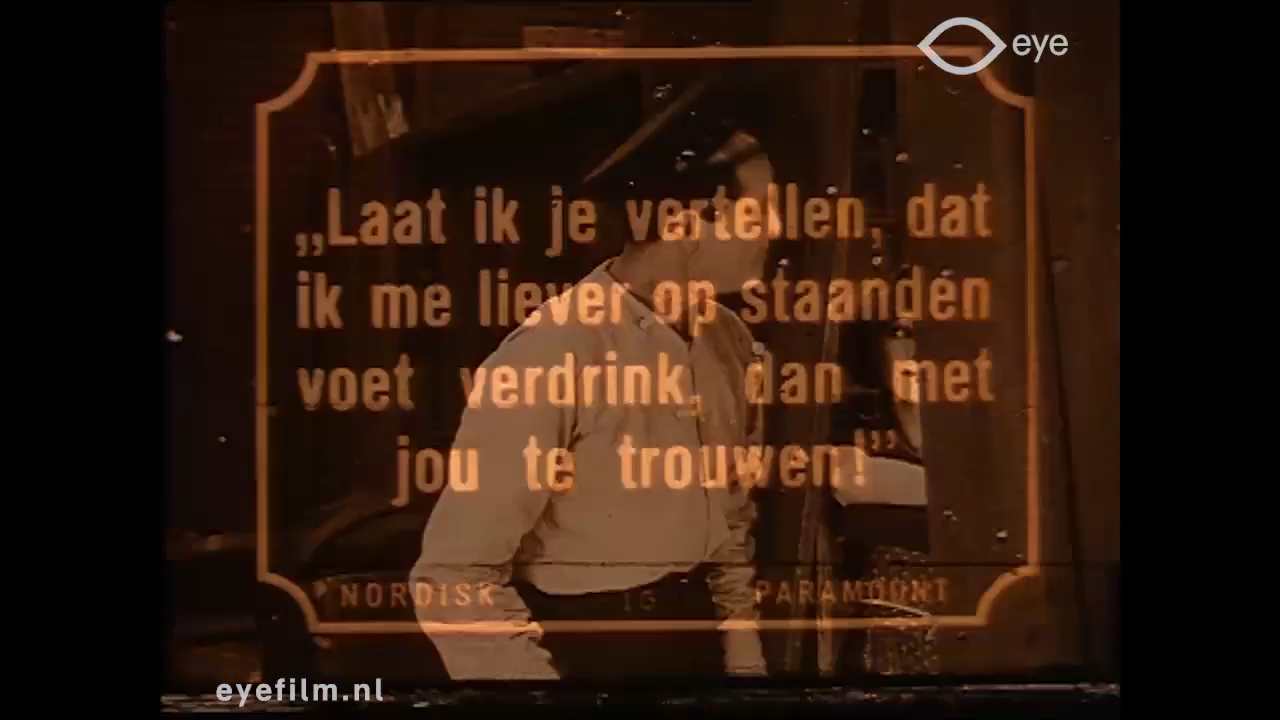 eye
„Laat ik je vertellen, dat
ik me liever op staanden
voet verdrink, dan met
jou te trouwen!”
NORDISK 16 PARAMOUNT
eyefilm.nl